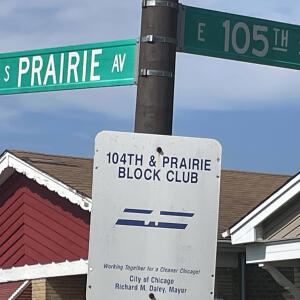 S PRAIRIE AV
E 105TH
104TH & PRAIRIE
BLOCK CLUB
Working Together for a Cleaner Chicago!
City of Chicago
Richard M. Daley, Mayor